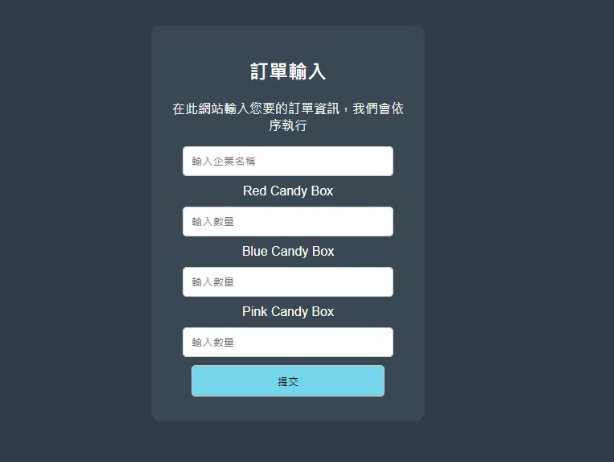 訂單輸入
在此網站輸入您要的訂單資訊，我們會依
序執行
輸入企業名稱
Red Candy Box
輸入數量
Blue Candy Box
輸入數量
Pink Candy Box
輸入數量
提交